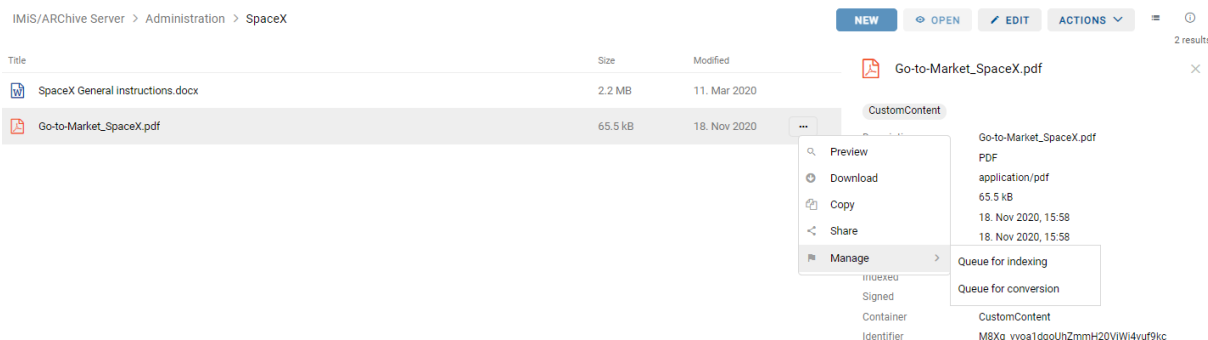 IMiS/ARChive Server > Administration > SpaceX
NEW
OPEN
EDIT
ACTIONS
2 results
Title
Size
Modified
SpaceX General instructions.docx
2.2 MB
11. Mar 2020
Go-to-Market_SpaceX.pdf
65.5 kB
18. Nov 2020
...
Preview
Download
Copy
Share
Manage >
Queue for indexing
Queue for conversion
Go-to-Market_SpaceX.pdf
CustomContent
Go-to-Market_SpaceX.pdf
PDF
application/pdf
65.5 kB
18. Nov 2020, 15:58
18. Nov 2020, 15:58
Indexed
Signed
Container CustomContent
Identifier